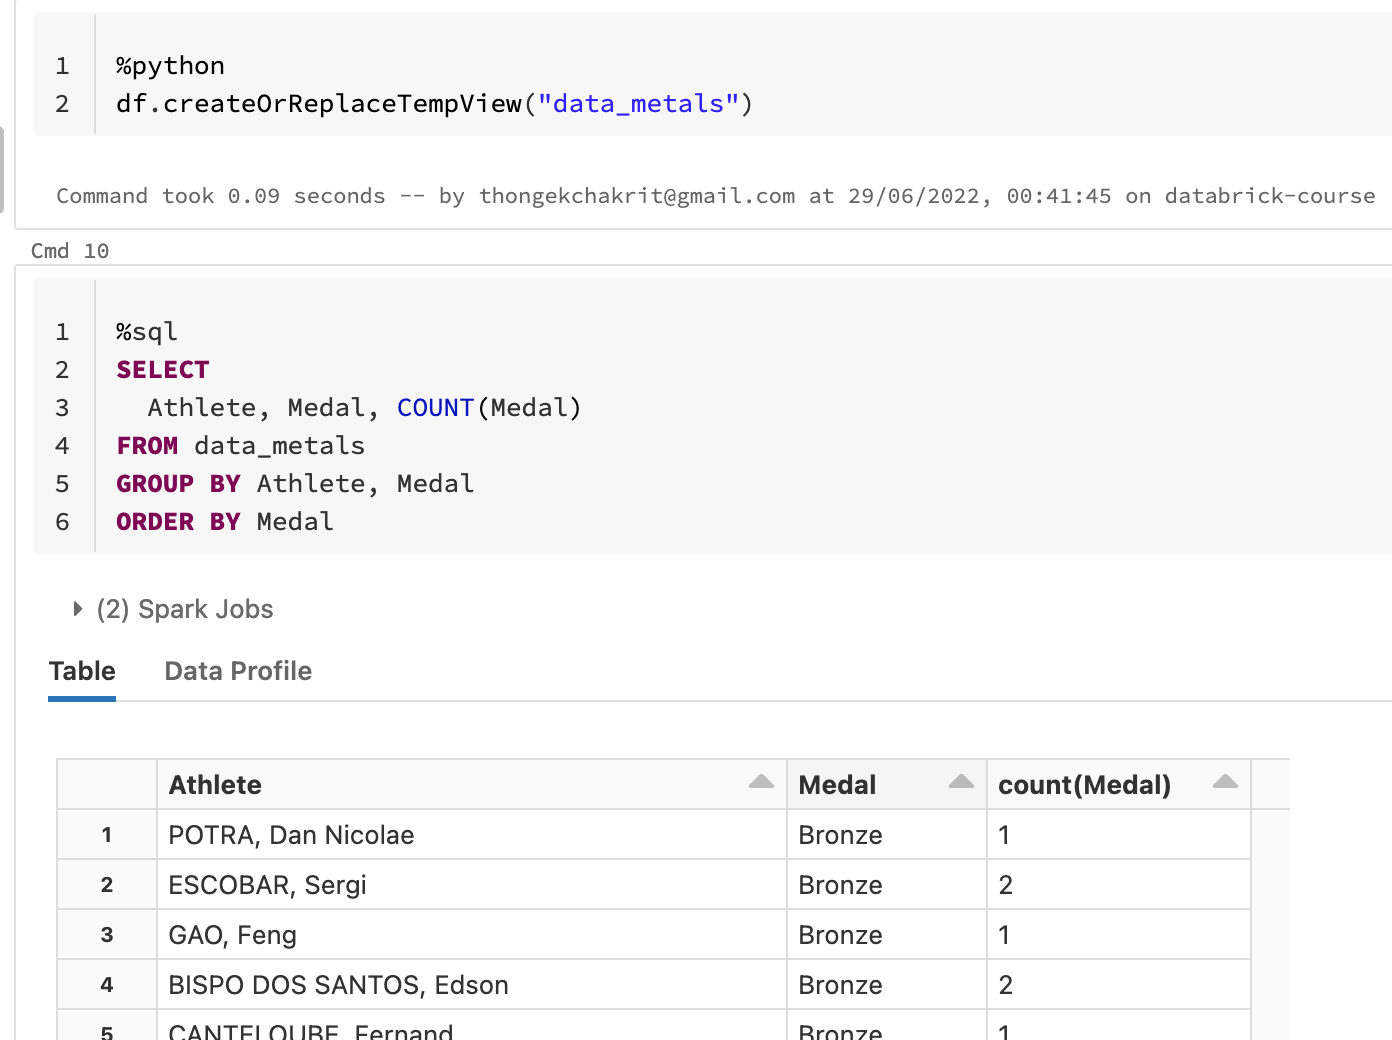 1 %python
2 df.createOrReplaceTempView("data_metals")
Command took 0.09 seconds -- by thongekchakrit@gmail.com at 29/06/2022, 00:41:45 on databrick-course
Cmd 10
1 %sql
2 SELECT
3 Athlete, Medal, COUNT(Medal)
4 FROM data_metals
5 GROUP BY Athlete, Medal
6 ORDER BY Medal
(2) Spark Jobs
Table Data Profile
Athlete Medal count(Medal)
1 POTRA, Dan Nicolae Bronze 1
2 ESCOBAR, Sergi Bronze 2
3 GAO, Feng Bronze 1
4 BISPO DOS SANTOS, Edson Bronze 2
5 CANTELOUBE, Fernand Bronze 1